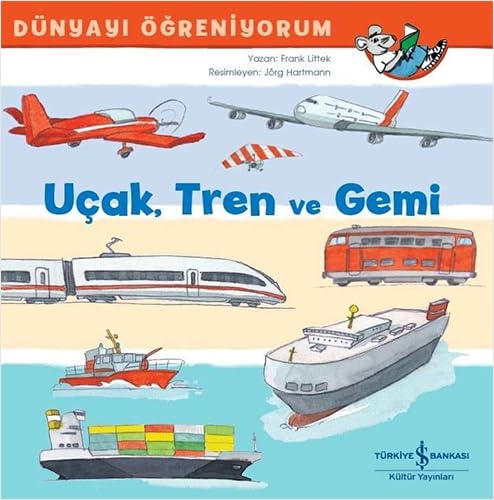 DÜNYAYI ÖĞRENİYORUM
Yazan: Frank Littek
Resimleyen: Jörg Hartmann
Uçak, Tren ve Gemi
TÜRKİYE İŞ BANKASI
Kültür Yayınları